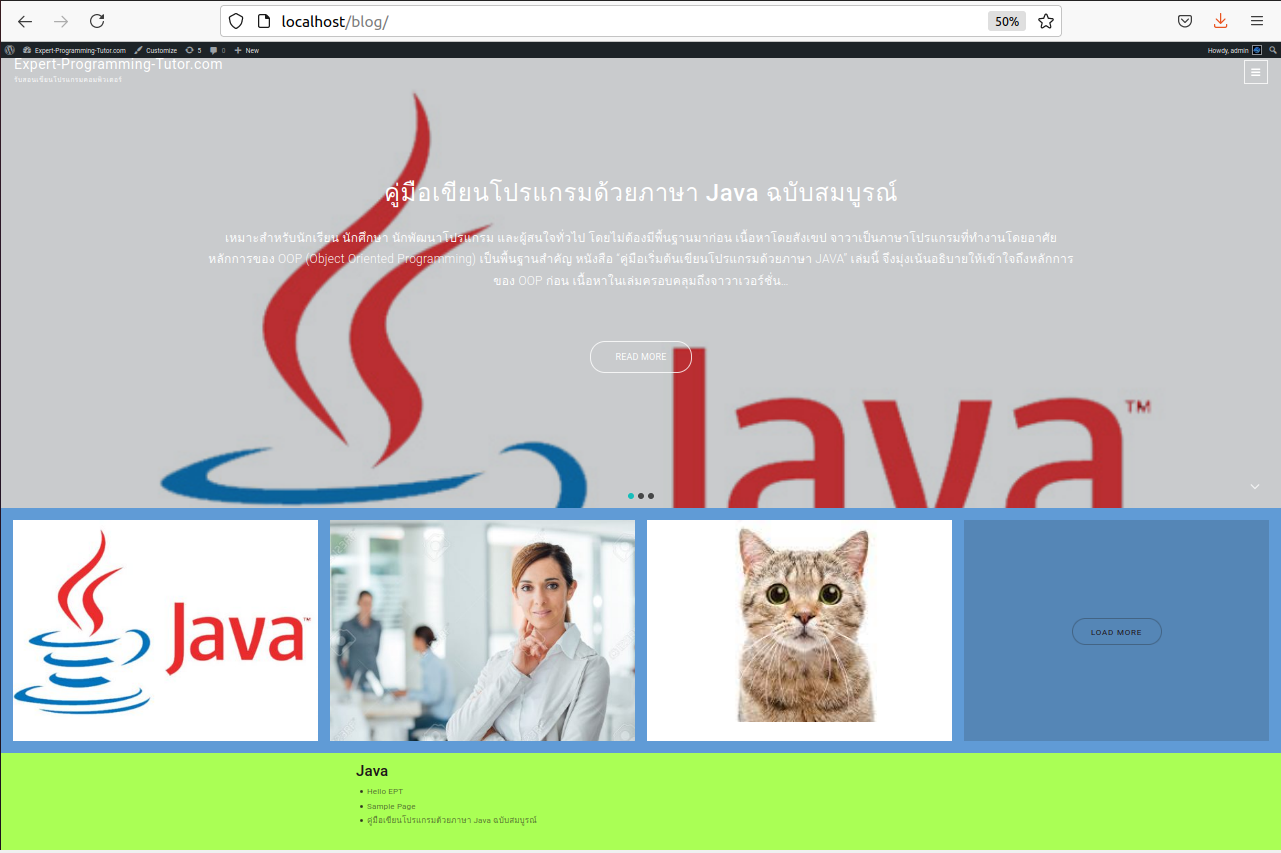 localhost/blog/
50%
Expert-Programming-Tutor.com
Customize
5
0
New
Howdy, admin
Expert-Programming-Tutor.com
รับสอนเขียนโปรแกรมคอมพิวเตอร์
คู่มือเขียนโปรแกรมด้วยภาษา Java ฉบับสมบูรณ์
เหมาะสำหรับนักเรียน นักศึกษา นักพัฒนาโปรแกรม และผู้สนใจทั่วไป โดยไม่ต้องมีพื้นฐานมาก่อน เนื้อหาโดยสังเขป จาวาเป็นภาษาโปรแกรมที่ทำงานโดยอาศัย
หลักการของ OOP (Object Oriented Programming) เป็นพื้นฐานสำคัญ หนังสือ "คู่มือเริ่มต้นเขียนโปรแกรมด้วยภาษา JAVA" เล่มนี้ จึงมุ่งเน้นอธิบายให้เข้าใจถึงหลักการ
ของ OOP ก่อน เนื้อหาในเล่มครอบคลุมถึงจาวาเวอร์ชั่น...
READ MORE
Java
TM
Java
TM
LOAD MORE
Java
Hello EPT
Sample Page
คู่มือเขียนโปรแกรมด้วยภาษา Java ฉบับสมบูรณ์